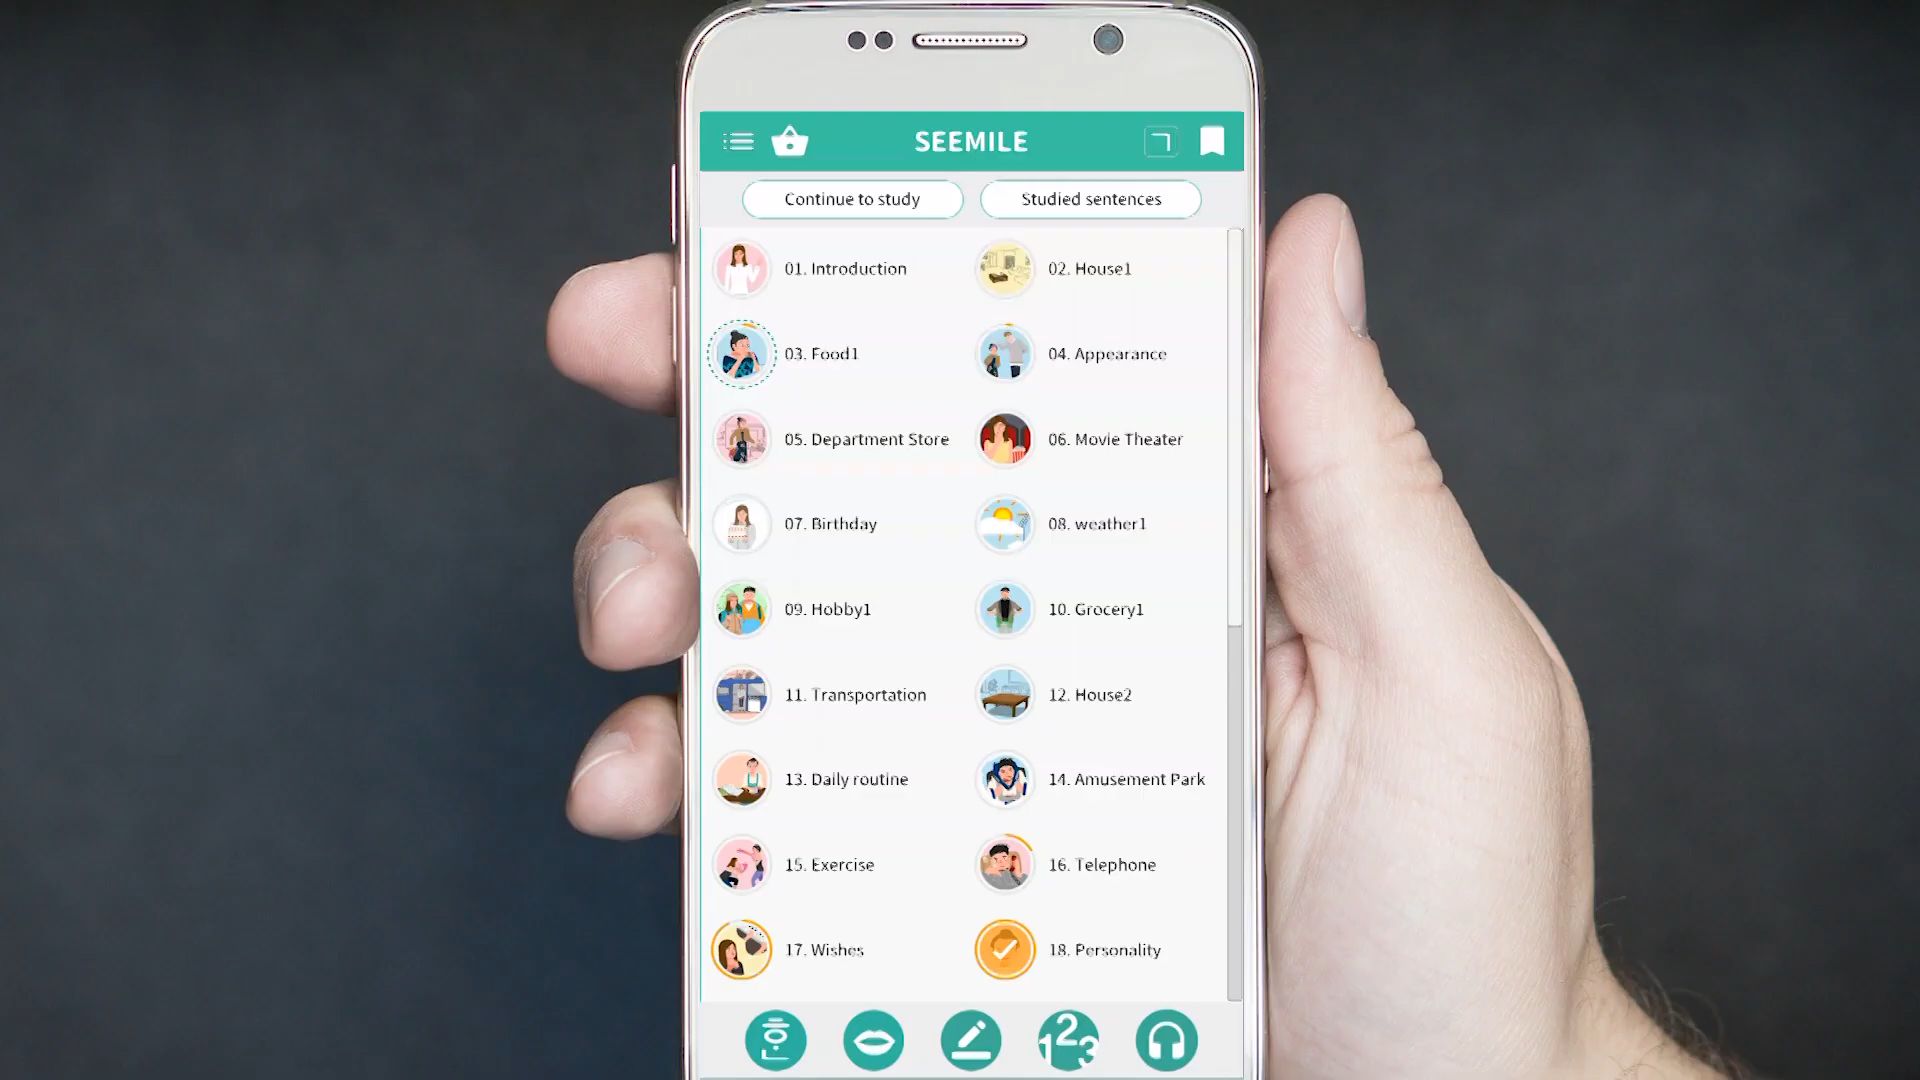 SEEMILE
Continue to study
Studied sentences
01. Introduction
02. House1
03. Food1
04. Appearance
05. Department Store
06. Movie Theater
07. Birthday
08. weather1
09. Hobby1
10. Grocery1
11. Transportation
12. House2
13. Daily routine
14. Amusement Park
15. Exercise
16. Telephone
17. Wishes
18. Personality
123